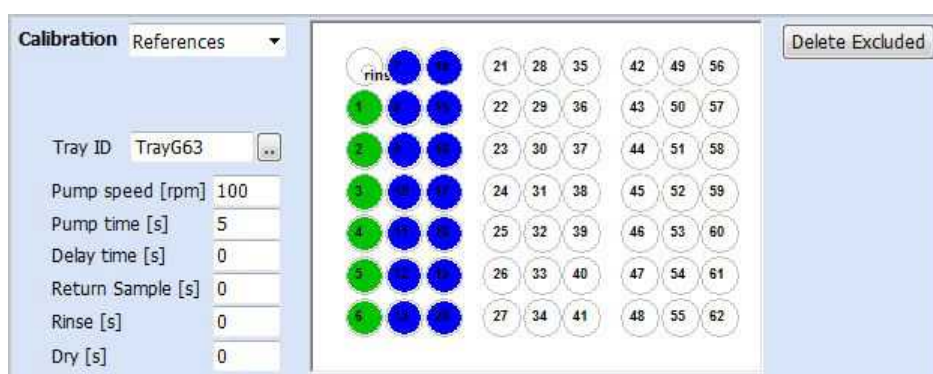 Calibration References Delete Excluded
rins 21 28 35 42 49 56
1 22 29 36 43 50 57
Tray ID TrayG63 ..
2 23 30 37 44 51 58
Pump speed [rpm] 100
3 24 31 38 45 52 59
Pump time [s] 5
4 25 32 39 46 53 60
Delay time [s] 0
5 26 33 40 47 54 61
Return Sample [s] 0
6 27 34 41 48 55 62
Rinse [s] 0
Dry [s] 0